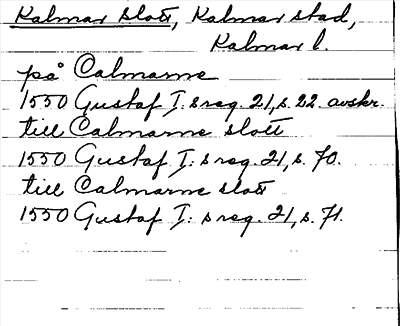 Kalmar slott, Kalmar stad,
Kalmar l.
på Calmarne
1550 Gustaf I: s reg. 21, s. 22 avskr.
till Calmarne slott
1550 Gustaf I: s reg. 21, s. 70.
till Calmarne slott
1550 Gustaf I: s reg. 21, s. 71.